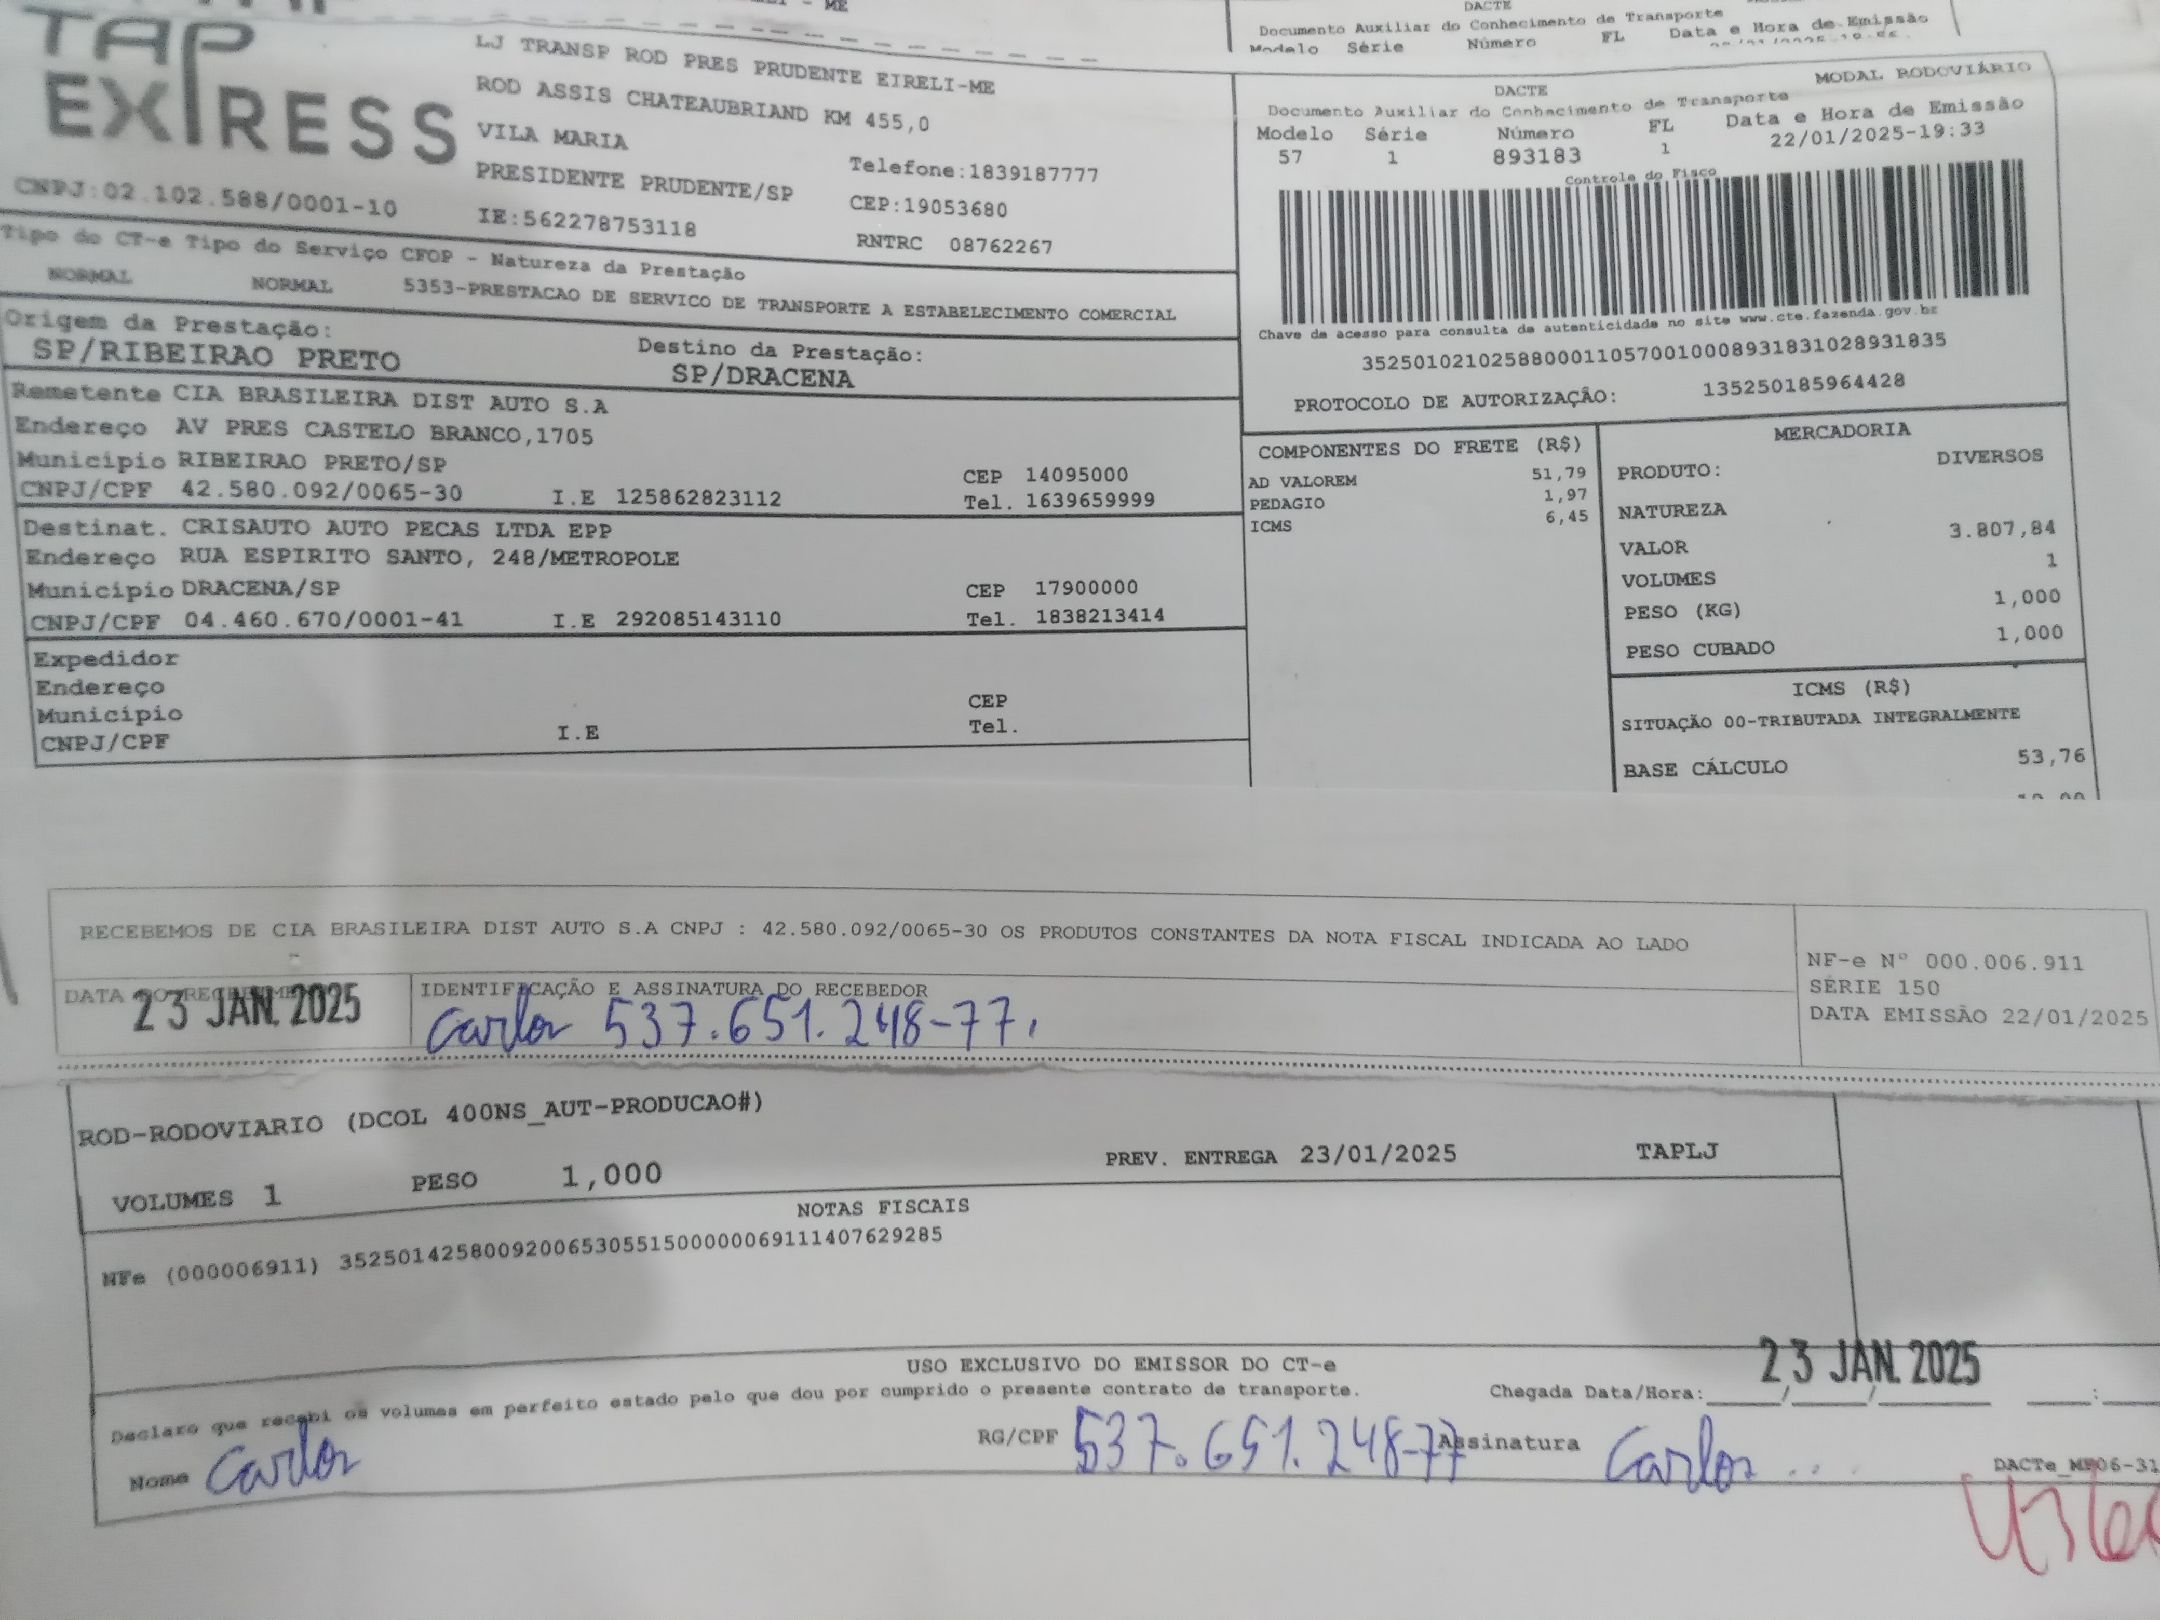 DACTE
Documento Auxiliar do Conhecimento de Transporte
Modelo Série Número FL Data e Hora de Emissão
TAP EXPRESS
LJ TRANSP ROD PRES PRUDENTE EIRELI-ME
ROD ASSIS CHATEAUBRIAND KM 455,0
VILA MARIA
Telefone:1839187777
PRESIDENTE PRUDENTE/SP CEP:19053680
CNPJ:02.102.588/0001-10 IE:562278753118 RNTRC 08762267
MODAL RODOVIÁRIO
DACTE
Documento Auxiliar do Conhecimento de Transporte
Modelo Série Número FL Data e Hora de Emissão
57 1 893183 1 22/01/2025-19:33
Controle do Fisco
Chave de acesso para consulta de autenticidade no site www.cte.fazenda.gov.br
35250102102588000110570010008931831028931835
PROTOCOLO DE AUTORIZAÇÃO: 135250185964428
Tipo do CT-e Tipo do Serviço CFOP - Natureza da Prestação
NORMAL NORMAL 5353-PRESTACAO DE SERVICO DE TRANSPORTE A ESTABELECIMENTO COMERCIAL
Origem da Prestação: Destino da Prestação:
SP/RIBEIRAO PRETO SP/DRACENA
Remetente CIA BRASILEIRA DIST AUTO S.A
Endereço AV PRES CASTELO BRANCO,1705
Município RIBEIRAO PRETO/SP CEP 14095000
CNPJ/CPF 42.580.092/0065-30 I.E 125862823112 Tel. 1639659999
Destinat. CRISAUTO AUTO PECAS LTDA EPP
Endereço RUA ESPIRITO SANTO, 248/METROPOLE
Município DRACENA/SP CEP 17900000
CNPJ/CPF 04.460.670/0001-41 I.E 292085143110 Tel. 1838213414
Expedidor
Endereço
Município CEP
CNPJ/CPF I.E Tel.
COMPONENTES DO FRETE (R$)
AD VALOREM 51,79
PEDAGIO 1,97
ICMS 6,45
MERCADORIA
PRODUTO: DIVERSOS
NATUREZA
VALOR 3.807,84
VOLUMES 1
PESO (KG) 1,000
PESO CUBADO 1,000
ICMS (R$)
SITUAÇÃO 00-TRIBUTADA INTEGRALMENTE
BASE CÁLCULO 53,76
RECEBEMOS DE CIA BRASILEIRA DIST AUTO S.A CNPJ : 42.580.092/0065-30 OS PRODUTOS CONSTANTES DA NOTA FISCAL INDICADA AO LADO
NF-e Nº 000.006.911
SÉRIE 150
DATA EMISSÃO 22/01/2025
DATA DO RECEBIMENTO IDENTIFICAÇÃO E ASSINATURA DO RECEBEDOR
23 JAN. 2025 Carlos 537.651.248-77.
ROD-RODOVIARIO (DCOL 400NS_AUT-PRODUCAO#)
VOLUMES 1 PESO 1,000 PREV. ENTREGA 23/01/2025 TAPLJ
NOTAS FISCAIS
NFe (000006911) 35250142580092006530551500000069111407629285
USO EXCLUSIVO DO EMISSOR DO CT-e
23 JAN. 2025
Declaro que recebi os volumes em perfeito estado pelo que dou por cumprido o presente contrato de transporte. Chegada Data/Hora:____/____/______ ____:____
Nome Carlos RG/CPF 537.651.248-77 Assinatura Carlos ...